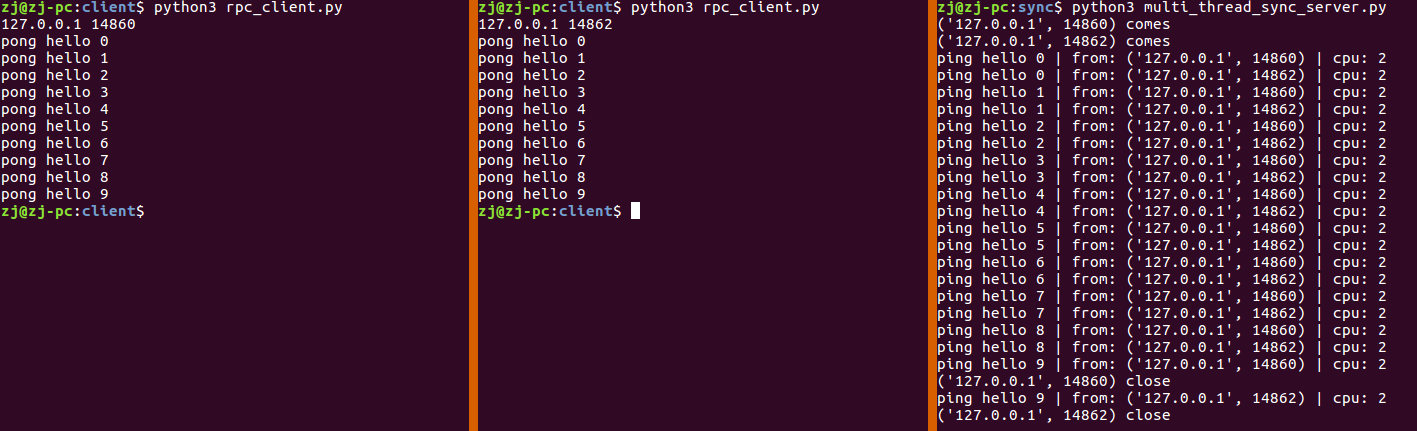 zj@zj-pc:client$ python3 rpc_client.py
127.0.0.1 14860
pong hello 0
pong hello 1
pong hello 2
pong hello 3
pong hello 4
pong hello 5
pong hello 6
pong hello 7
pong hello 8
pong hello 9
zj@zj-pc:client$
zj@zj-pc:client$ python3 rpc_client.py
127.0.0.1 14862
pong hello 0
pong hello 1
pong hello 2
pong hello 3
pong hello 4
pong hello 5
pong hello 6
pong hello 7
pong hello 8
pong hello 9
zj@zj-pc:client$
zj@zj-pc:sync$ python3 multi_thread_sync_server.py
('127.0.0.1', 14860) comes
('127.0.0.1', 14862) comes
ping hello 0 | from: ('127.0.0.1', 14860) | cpu: 2
ping hello 0 | from: ('127.0.0.1', 14862) | cpu: 2
ping hello 1 | from: ('127.0.0.1', 14860) | cpu: 2
ping hello 1 | from: ('127.0.0.1', 14862) | cpu: 2
ping hello 2 | from: ('127.0.0.1', 14860) | cpu: 2
ping hello 2 | from: ('127.0.0.1', 14862) | cpu: 2
ping hello 3 | from: ('127.0.0.1', 14860) | cpu: 2
ping hello 3 | from: ('127.0.0.1', 14862) | cpu: 2
ping hello 4 | from: ('127.0.0.1', 14860) | cpu: 2
ping hello 4 | from: ('127.0.0.1', 14862) | cpu: 2
ping hello 5 | from: ('127.0.0.1', 14860) | cpu: 2
ping hello 5 | from: ('127.0.0.1', 14862) | cpu: 2
ping hello 6 | from: ('127.0.0.1', 14860) | cpu: 2
ping hello 6 | from: ('127.0.0.1', 14862) | cpu: 2
ping hello 7 | from: ('127.0.0.1', 14860) | cpu: 2
ping hello 7 | from: ('127.0.0.1', 14862) | cpu: 2
ping hello 8 | from: ('127.0.0.1', 14860) | cpu: 2
ping hello 8 | from: ('127.0.0.1', 14862) | cpu: 2
ping hello 9 | from: ('127.0.0.1', 14860) | cpu: 2
('127.0.0.1', 14860) close
ping hello 9 | from: ('127.0.0.1', 14862) | cpu: 2
('127.0.0.1', 14862) close